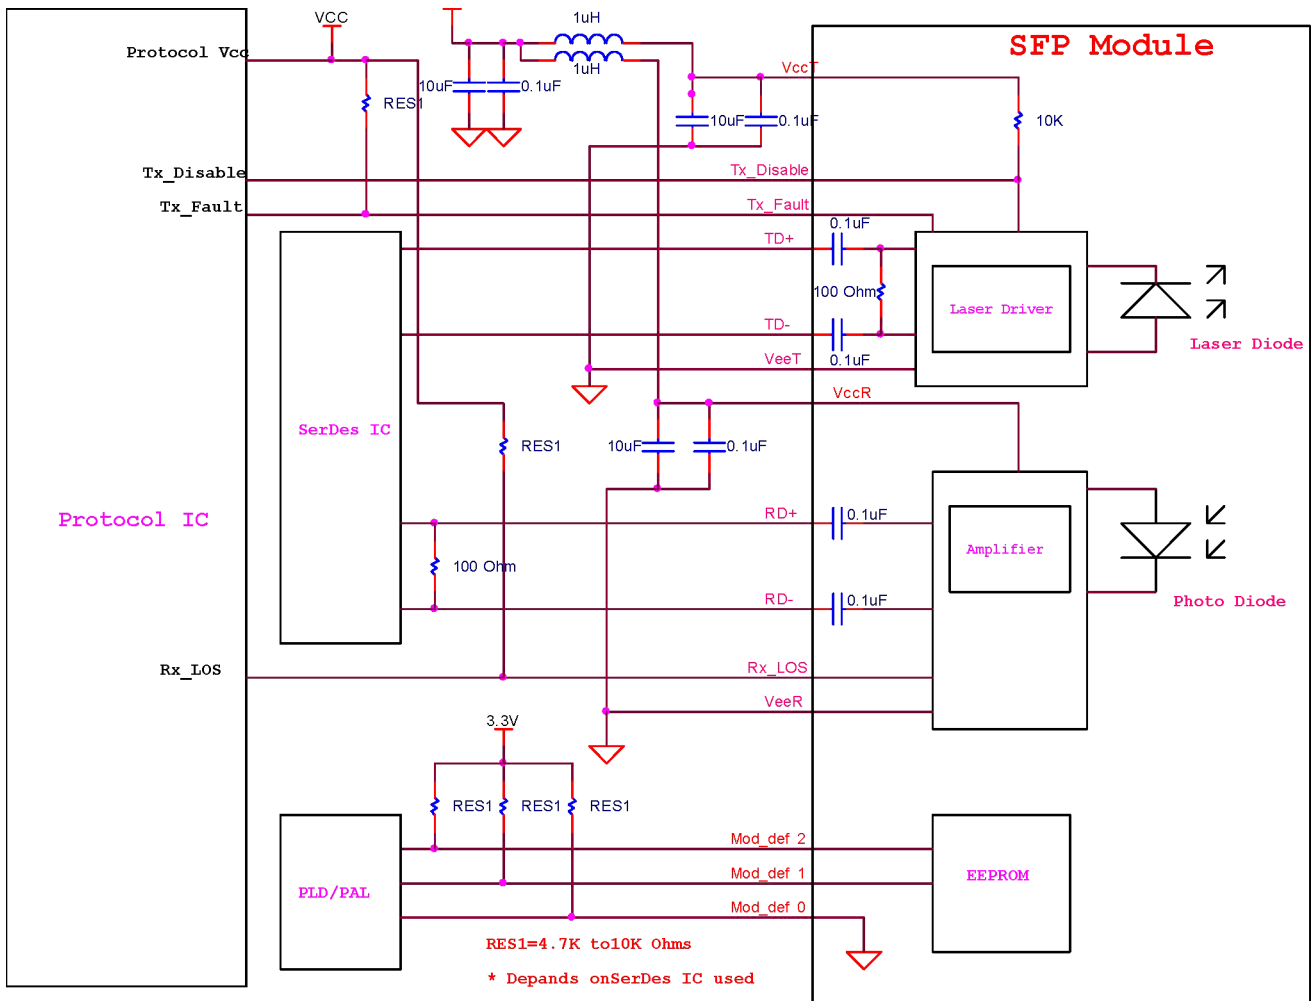 VCC
1uH
SFP Module
Protocol Vcc
1uH
VccT
10uF
0.1uF
RES1
10uF
0.1uF
10K
Tx_Disable
Tx_Disable
Tx_Fault
Tx_Fault
0.1uF
TD+
100 Ohm
Laser Driver
TD-
Laser Diode
VeeT
0.1uF
VccR
SerDes IC
RES1
10uF
0.1uF
Protocol IC
RD+
0.1uF
Amplifier
100 Ohm
RD-
0.1uF
Photo Diode
Rx_LOS
Rx_LOS
VeeR
3.3V
RES1
RES1
RES1
Mod_def 2
Mod_def 1
EEPROM
PLD/PAL
Mod_def 0
RES1=4.7K to10K Ohms
* Depands onSerDes IC used